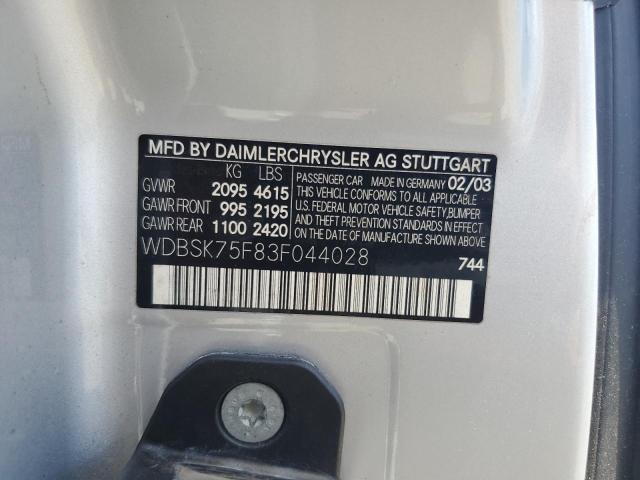 MFD BY DAIMLERCHRYSLER AG STUTTGART
KG LBS
GVWR 2095 4615
GAWR FRONT 995 2195
GAWR REAR 1100 2420
PASSENGER CAR MADE IN GERMANY 02/03
THIS VEHICLE CONFORMS TO ALL APPLICABLE
U.S. FEDERAL MOTOR VEHICLE SAFETY, BUMPER
AND THEFT PREVENTION STANDARDS IN EFFECT
ON THE DATE OF MANUFACTURE SHOWN ABOVE.
WDBSK75F83F044028
744